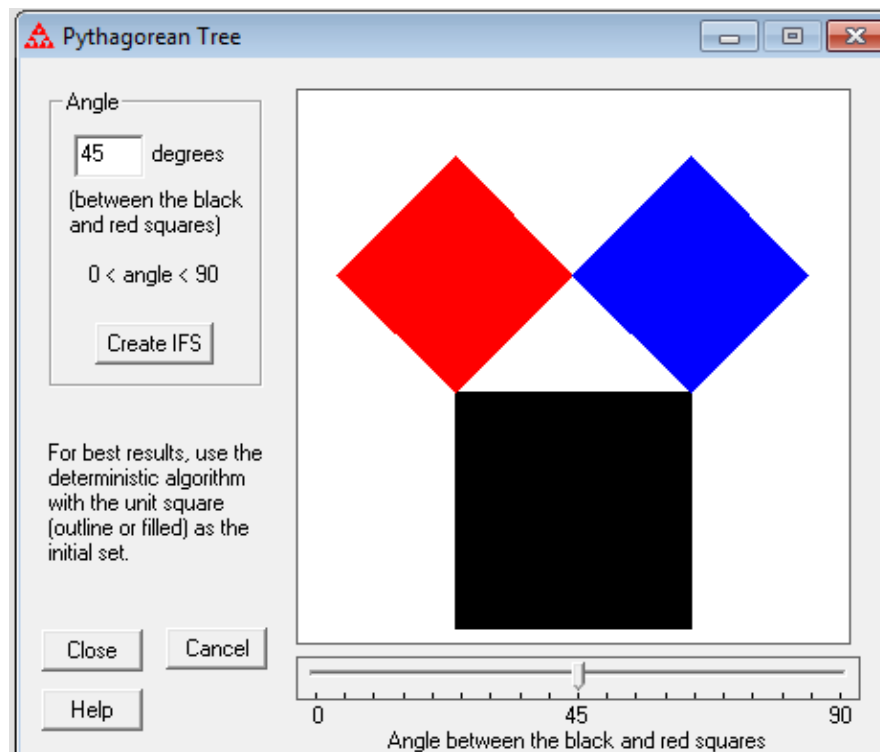 Pythagorean Tree
Angle
45 degrees
(between the black
and red squares)
0 < angle < 90
Create IFS
For best results, use the
deterministic algorithm
with the unit square
(outline or filled) as the
initial set.
Close
Cancel
Help
0 45 90
Angle between the black and red squares